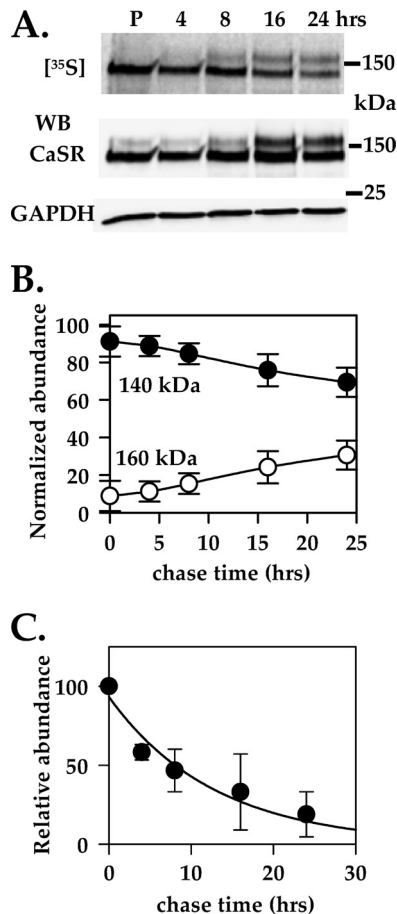 A.
P 4 8 16 24 hrs
[³⁵S]
150
kDa
WB
CaSR
150
25
GAPDH
B.
Normalized abundance
100
80
60
40
20
0
140 kDa
160 kDa
0 5 10 15 20 25
chase time (hrs)
C.
Relative abundance
100
50
0
0 10 20 30
chase time (hrs)